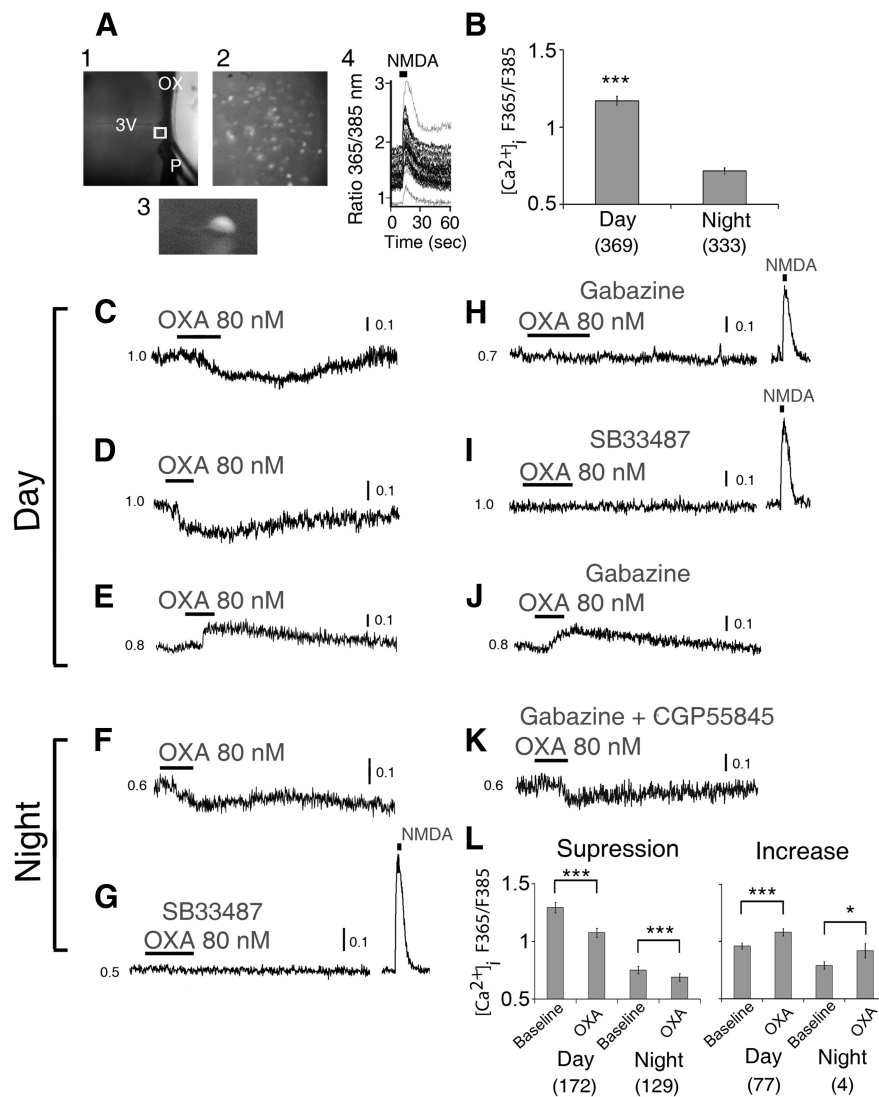 A
1
2
3
4
OX
3V
P
NMDA
Ratio 365/385 nm
3
2
1
0 30 60
Time (sec)
B
[Ca2+]i F365/F385
1.5
1
0.5
***
Day
(369)
Night
(333)
Day
C
OXA 80 nM
0.1
1.0
D
OXA 80 nM
0.1
1.0
E
OXA 80 nM
0.1
0.8
Night
F
OXA 80 nM
0.1
0.6
G
SB33487
OXA 80 nM
0.1
0.5
NMDA
H
Gabazine
OXA 80 nM
0.1
0.7
NMDA
I
SB33487
OXA 80 nM
0.1
1.0
NMDA
J
Gabazine
OXA 80 nM
0.1
0.8
K
Gabazine + CGP55845
OXA 80 nM
0.1
0.6
L
Supression
Increase
[Ca2+]i F365/F385
1.5
1
0.5
***
***
***
*
Baseline
OXA
Baseline
OXA
Baseline
OXA
Baseline
OXA
Day
Night
Day
Night
(172)
(129)
(77)
(4)